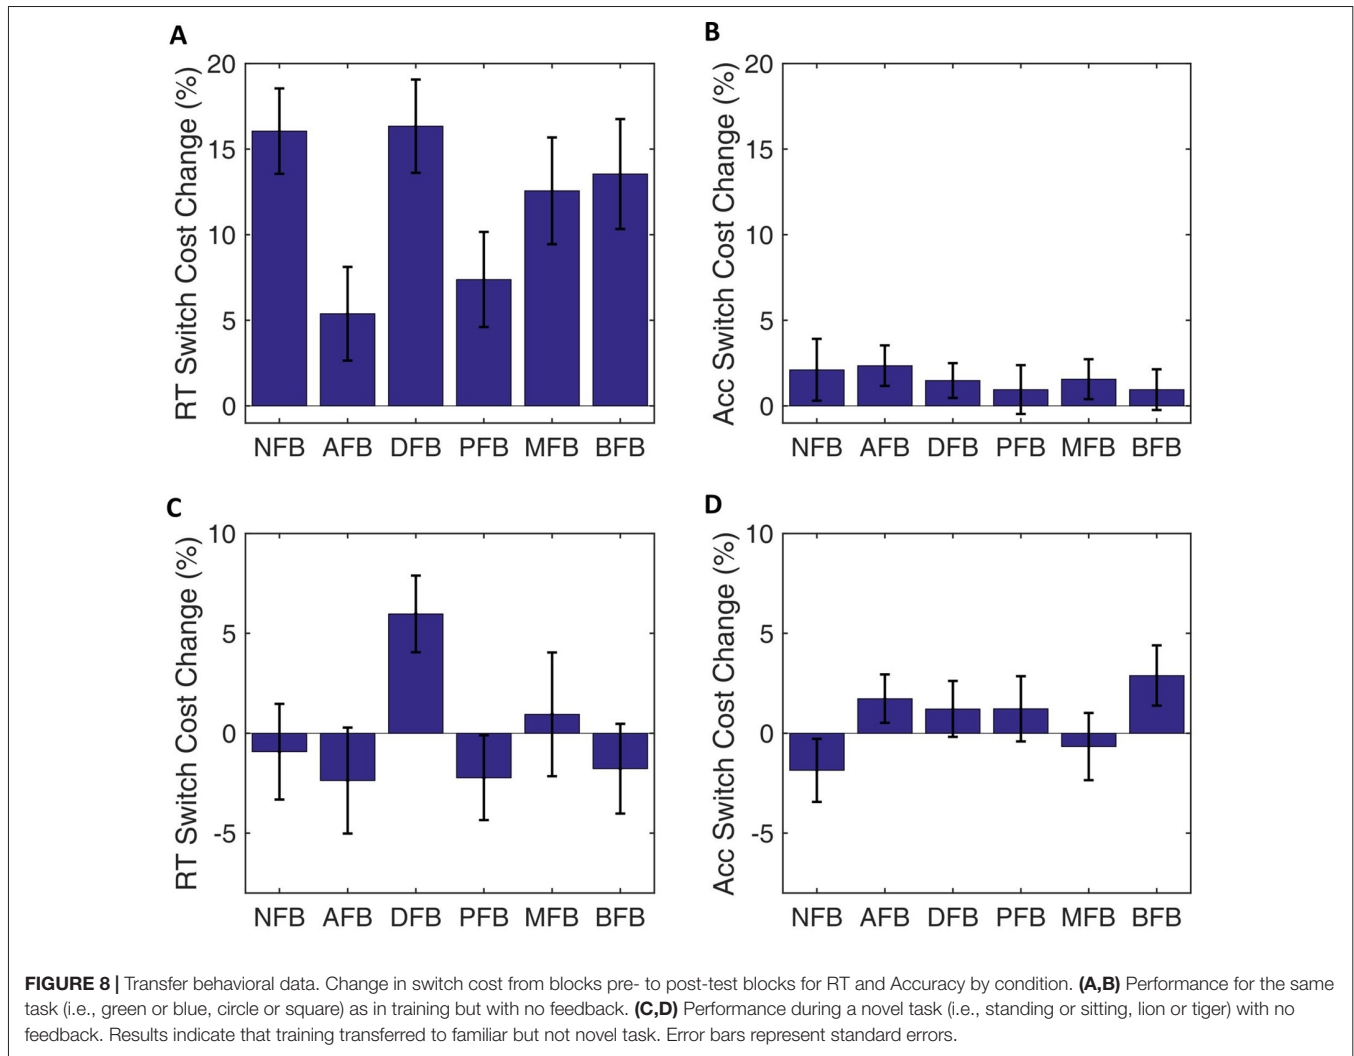 A
RT Switch Cost Change (%)
20
15
10
5
0
NFB AFB DFB PFB MFB BFB
B
Acc Switch Cost Change (%)
20
15
10
5
0
NFB AFB DFB PFB MFB BFB
C
RT Switch Cost Change (%)
10
5
0
-5
NFB AFB DFB PFB MFB BFB
D
Acc Switch Cost Change (%)
10
5
0
-5
NFB AFB DFB PFB MFB BFB
FIGURE 8 | Transfer behavioral data. Change in switch cost from blocks pre- to post-test blocks for RT and Accuracy by condition. (A,B) Performance for the same
task (i.e., green or blue, circle or square) as in training but with no feedback. (C,D) Performance during a novel task (i.e., standing or sitting, lion or tiger) with no
feedback. Results indicate that training transferred to familiar but not novel task. Error bars represent standard errors.